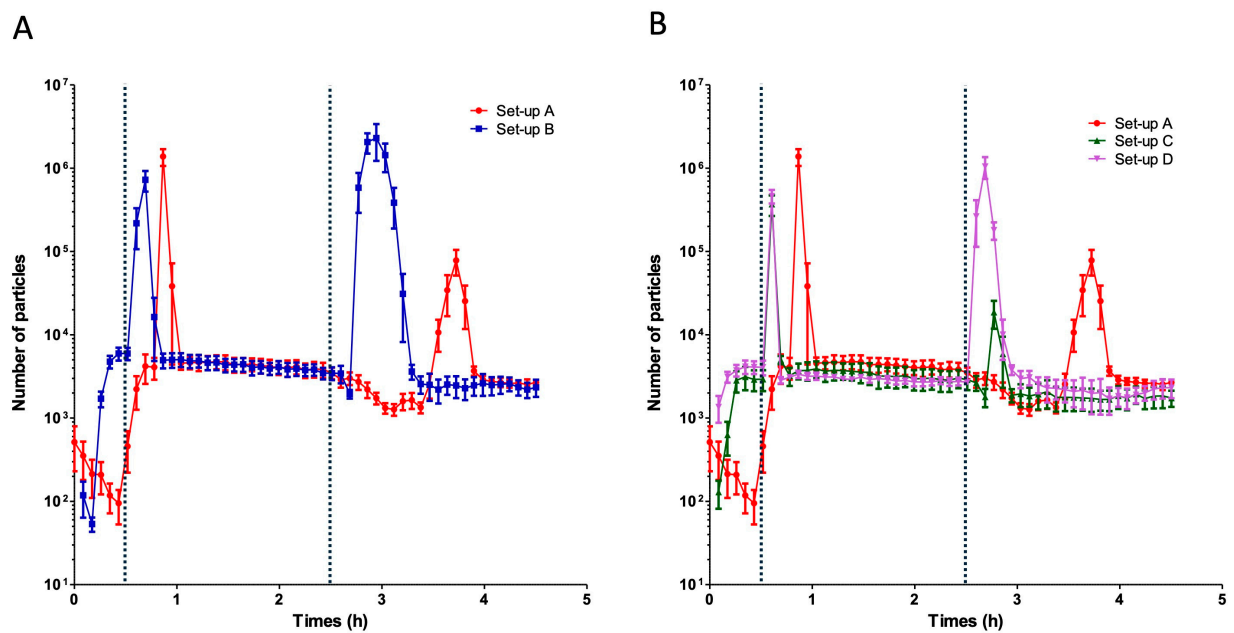 A
B
10⁷
10⁶
10⁵
10⁴
10³
10²
10¹
Number of particles
Set-up A
Set-up B
0 1 2 3 4 5
Times (h)
10⁷
10⁶
10⁵
10⁴
10³
10²
10¹
Number of particles
Set-up A
Set-up C
Set-up D
0 1 2 3 4 5
Times (h)